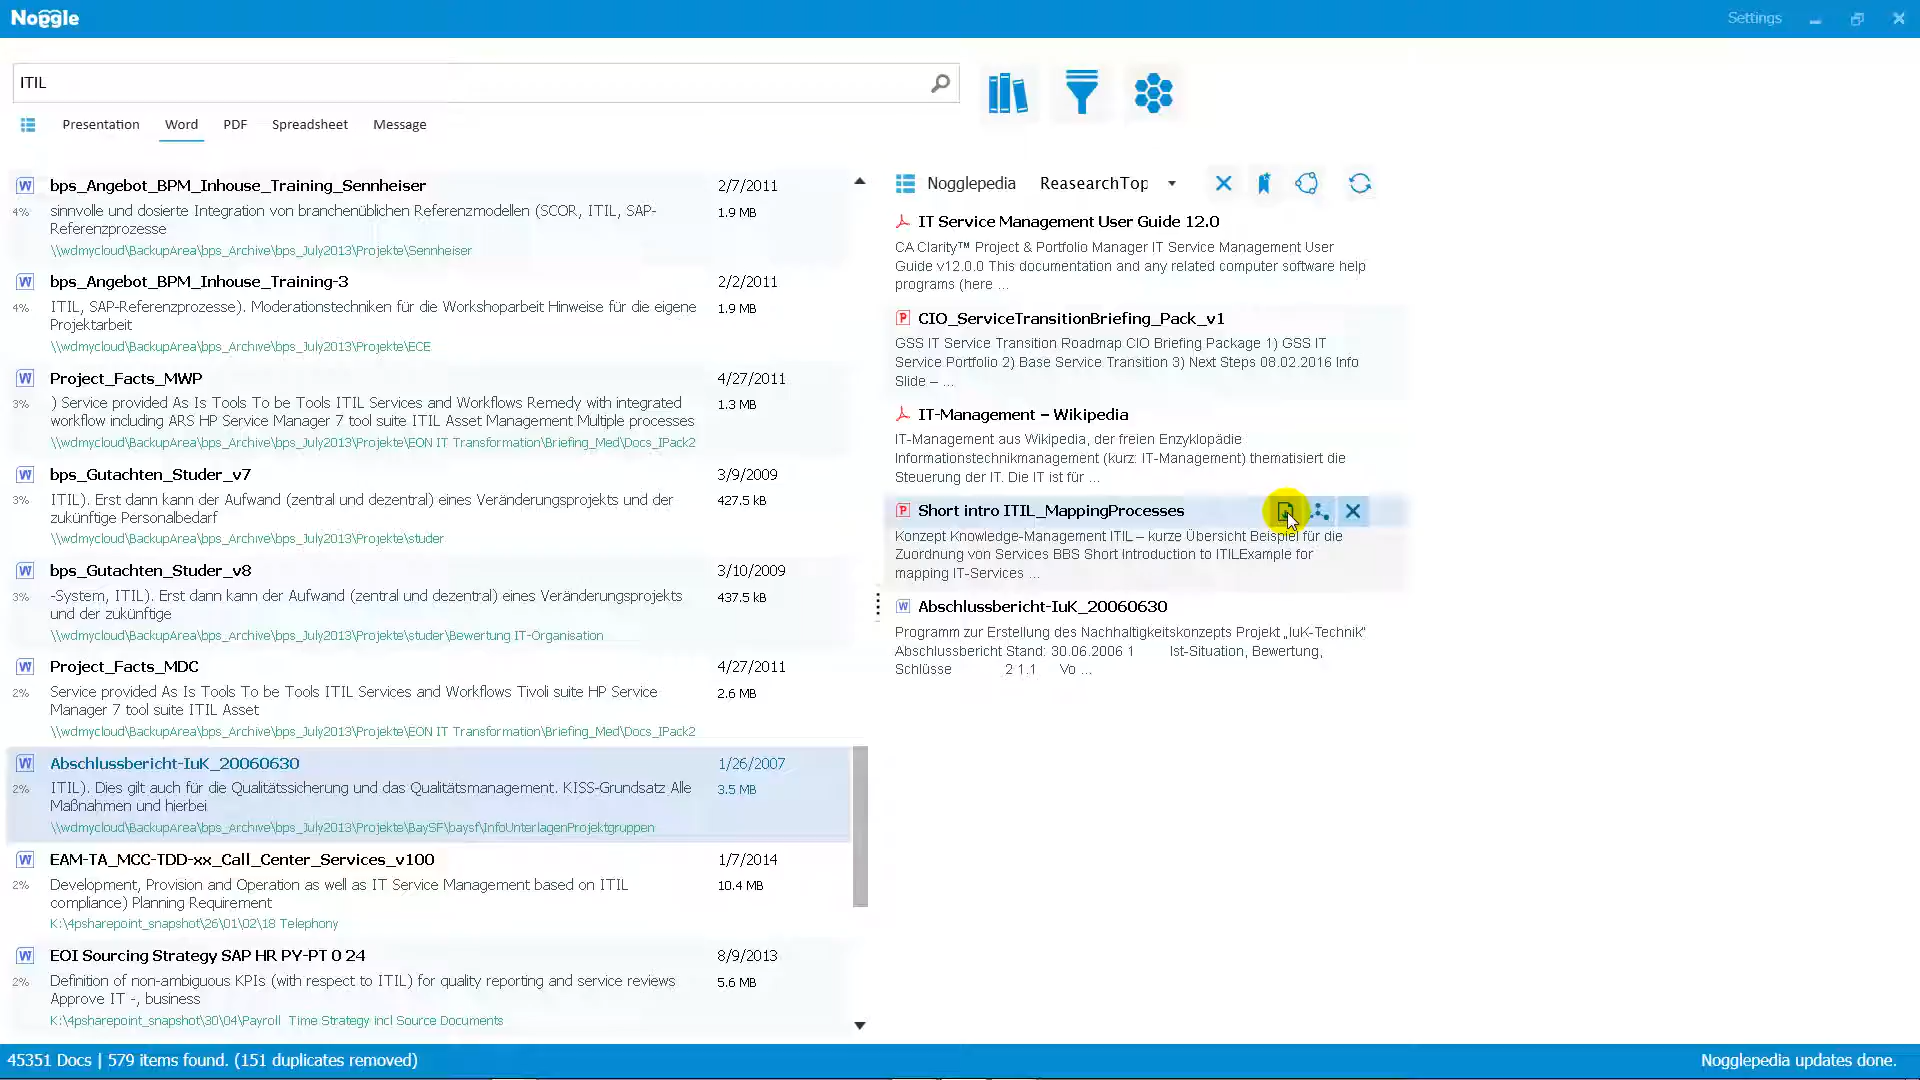 Noggle
Settings
ITIL
Presentation Word PDF Spreadsheet Message
bps_Angebot_BPM_Inhouse_Training_Sennheiser 2/7/2011
4% sinnvolle und dosierte Integration von branchenüblichen Referenzmodellen (SCOR, ITIL, SAP- 1.9 MB
Referenzprozesse
\\wdmycloud\BackupArea\bps_Archive\bps_July2013\Projekte\Sennheiser
bps_Angebot_BPM_Inhouse_Training-3 2/2/2011
4% ITIL, SAP-Referenzprozesse). Moderationstechniken für die Workshoparbeit Hinweise für die eigene 1.9 MB
Projektarbeit
\\wdmycloud\BackupArea\bps_Archive\bps_July2013\Projekte\ECE
Project_Facts_MWP 4/27/2011
3% ) Service provided As Is Tools To be Tools ITIL Services and Workflows Remedy with integrated 1.3 MB
workflow including ARS HP Service Manager 7 tool suite ITIL Asset Management Multiple processes
\\wdmycloud\BackupArea\bps_Archive\bps_July2013\Projekte\EON IT Transformation\Briefing_Med\Docs_IPack2
bps_Gutachten_Studer_v7 3/9/2009
3% ITIL). Erst dann kann der Aufwand (zentral und dezentral) eines Veränderungsprojekts und der 427.5 kB
zukünftige Personalbedarf
\\wdmycloud\BackupArea\bps_Archive\bps_July2013\Projekte\studer
bps_Gutachten_Studer_v8 3/10/2009
3% -System, ITIL). Erst dann kann der Aufwand (zentral und dezentral) eines Veränderungsprojekts 437.5 kB
und der zukünftige
\\wdmycloud\BackupArea\bps_Archive\bps_July2013\Projekte\studer\Bewertung IT-Organisation
Project_Facts_MDC 4/27/2011
2% Service provided As Is Tools To be Tools ITIL Services and Workflows Tivoli suite HP Service 2.6 MB
Manager 7 tool suite ITIL Asset
\\wdmycloud\BackupArea\bps_Archive\bps_July2013\Projekte\EON IT Transformation\Briefing_Med\Docs_IPack2
Abschlussbericht-IuK_20060630 1/26/2007
2% ITIL). Dies gilt auch für die Qualitätssicherung und das Qualitätsmanagement. KISS-Grundsatz Alle 3.5 MB
Maßnahmen und hierbei
\\wdmycloud\BackupArea\bps_Archive\bps_July2013\Projekte\BaySF\baysf\InfoUnterlagenProjektgruppen
EAM-TA_MCC-TDD-xx_Call_Center_Services_v100 1/7/2014
2% Development, Provision and Operation as well as IT Service Management based on ITIL 10.4 MB
compliance) Planning Requirement
K:\4psharepoint_snapshot\26\01\02\18 Telephony
EOI Sourcing Strategy SAP HR PY-PT 0 24 8/9/2013
2% Definition of non-ambiguous KPIs (with respect to ITIL) for quality reporting and service reviews 5.6 MB
Approve IT -, business
K:\4psharepoint_snapshot\30\04\Payroll Time Strategy incl Source Documents
Nogglepedia ReasearchTop
IT Service Management User Guide 12.0
CA Clarity™ Project & Portfolio Manager IT Service Management User
Guide v12.0.0 This documentation and any related computer software help
programs (here ...
CIO_ServiceTransitionBriefing_Pack_v1
GSS IT Service Transition Roadmap CIO Briefing Package 1) GSS IT
Service Portfolio 2) Base Service Transition 3) Next Steps 08.02.2016 Info
Slide – ...
IT-Management – Wikipedia
IT-Management aus Wikipedia, der freien Enzyklopädie
Informationstechnikmanagement (kurz: IT-Management) thematisiert die
Steuerung der IT. Die IT ist für ...
Short intro ITIL_MappingProcesses
Konzept Knowledge-Management ITIL – kurze Übersicht Beispiel für die
Zuordnung von Services BBS Short Introduction to ITILExample for
mapping IT-Services ...
Abschlussbericht-IuK_20060630
Programm zur Erstellung des Nachhaltigkeitskonzepts Projekt „IuK-Technik“
Abschlussbericht Stand: 30.06.2006 1 Ist-Situation, Bewertung,
Schlüsse 2 1.1 Vo ...
45351 Docs | 579 items found. (151 duplicates removed)
Nogglepedia updates done.